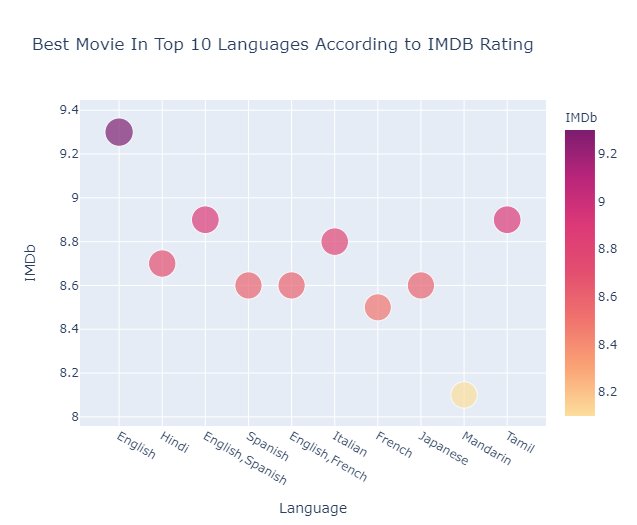 Best Movie In Top 10 Languages According to IMDB Rating
IMDb
9.4
9.2
9
8.8
8.6
8.4
8.2
8
IMDb
9.2
9
8.8
8.6
8.4
8.2
English
Hindi
English,Spanish
Spanish
English,French
Italian
French
Japanese
Mandarin
Tamil
Language